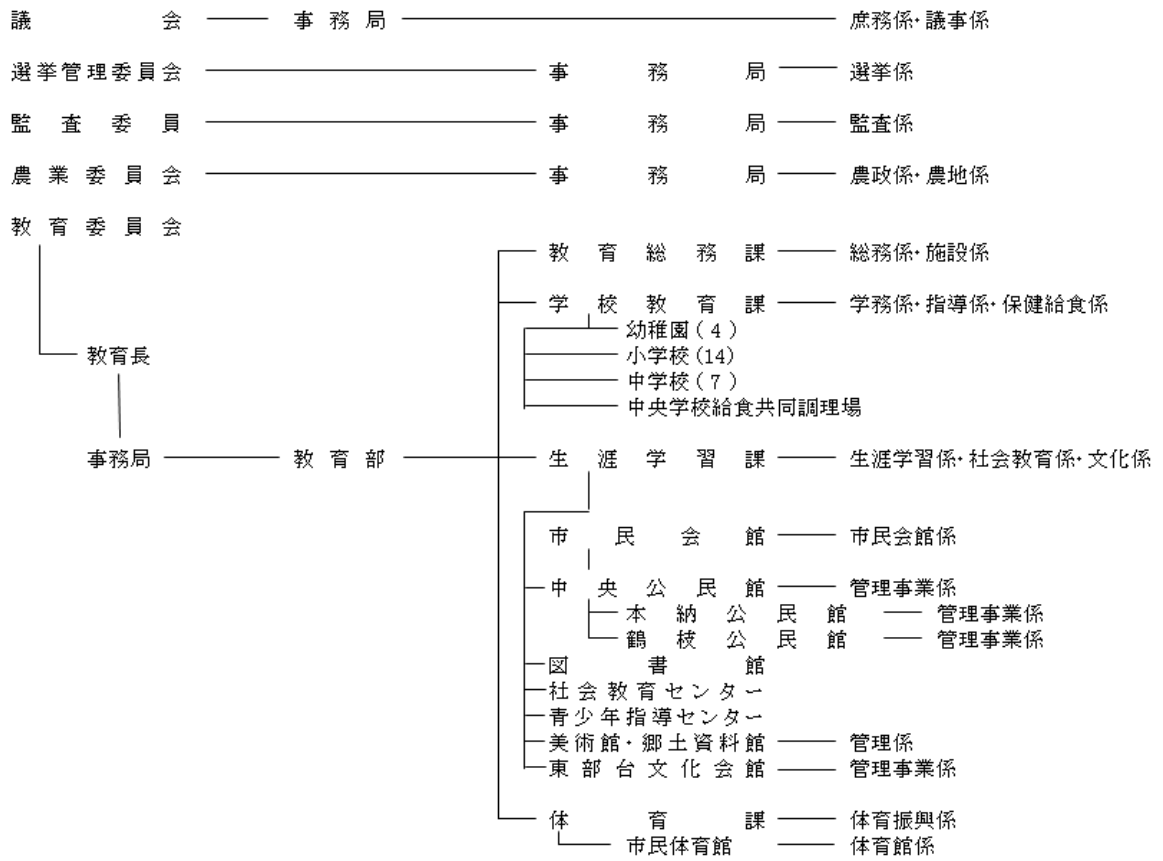 議会 事務局 庶務係・議事係
選挙管理委員会 事務局 選挙係
監査委員 事務局 監査係
農業委員会 事務局 農政係・農地係
教育委員会
教育総務課 総務係・施設係
学校教育課 学務係・指導係・保健給食係
幼稚園(4)
小学校(14)
教育長
中学校(7)
中央学校給食共同調理場
事務局 教育部 生涯学習課 生涯学習係・社会教育係・文化係
市民会館 市民会館係
中央公民館 管理事業係
本納公民館 管理事業係
鶴枝公民館 管理事業係
図書館
社会教育センター
青少年指導センター
美術館・郷土資料館 管理係
東部台文化会館 管理事業係
体育課 体育振興係
市民体育館 体育館係